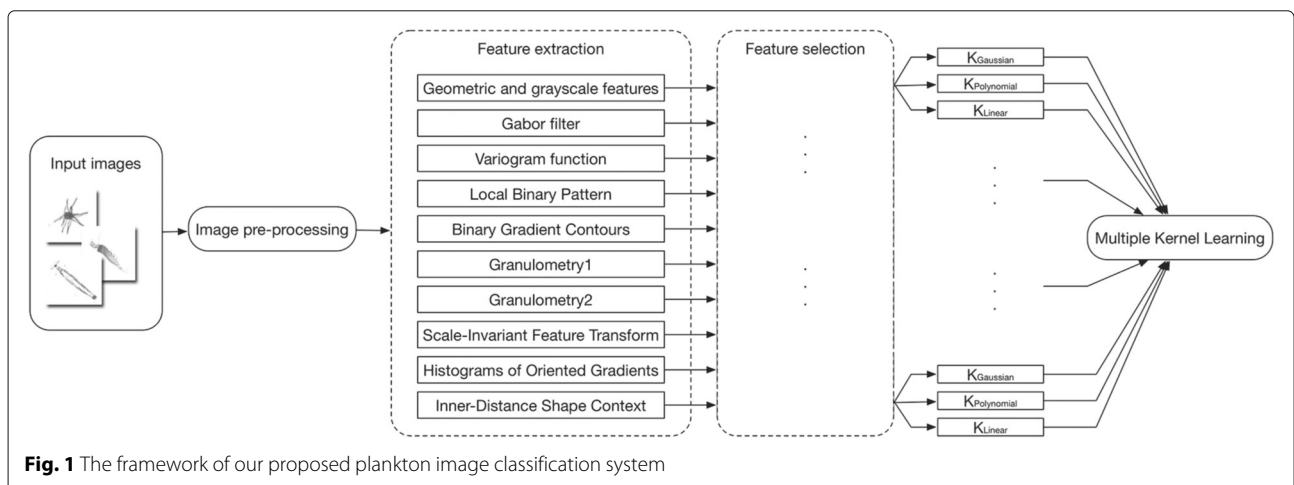 Input images
Image pre-processing
Feature extraction
Geometric and grayscale features
Gabor filter
Variogram function
Local Binary Pattern
Binary Gradient Contours
Granulometry1
Granulometry2
Scale-Invariant Feature Transform
Histograms of Oriented Gradients
Inner-Distance Shape Context
Feature selection
KGaussian
KPolynomial
KLinear
KGaussian
KPolynomial
KLinear
Multiple Kernel Learning
Fig. 1 The framework of our proposed plankton image classification system